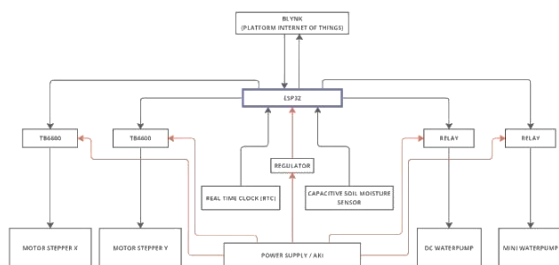 BLYNK
(PLATFORM INTERNET OF THINGS)
ESP32
TB6600
TB6600
RELAY
RELAY
REGULATOR
REAL TIME CLOCK (RTC)
CAPACITIVE SOIL MOISTURE
SENSOR
MOTOR STEPPER X
MOTOR STEPPER Y
POWER SUPPLY / AKI
DC WATERPUMP
MINI WATERPUMP